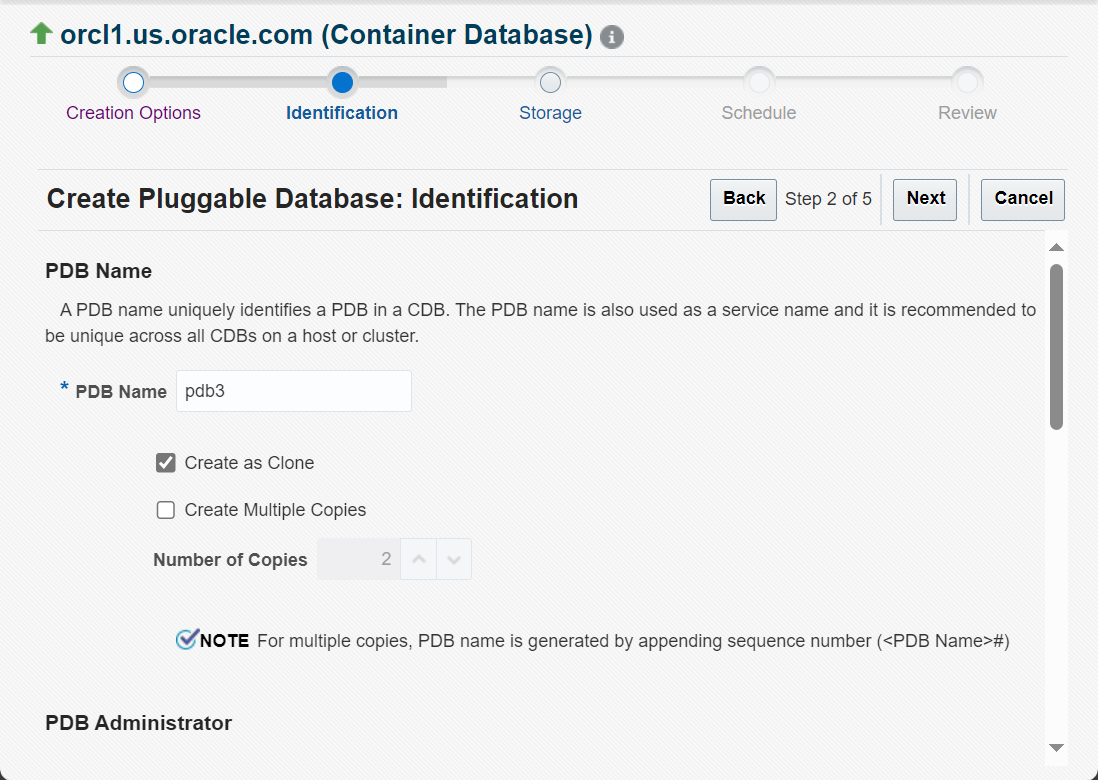 orcl1.us.oracle.com (Container Database)
Creation Options Identification Storage Schedule Review
Create Pluggable Database: Identification Back Step 2 of 5 Next Cancel
PDB Name
A PDB name uniquely identifies a PDB in a CDB. The PDB name is also used as a service name and it is recommended to
be unique across all CDBs on a host or cluster.
* PDB Name pdb3
Create as Clone
Create Multiple Copies
Number of Copies 2
NOTE For multiple copies, PDB name is generated by appending sequence number (<PDB Name>#)
PDB Administrator